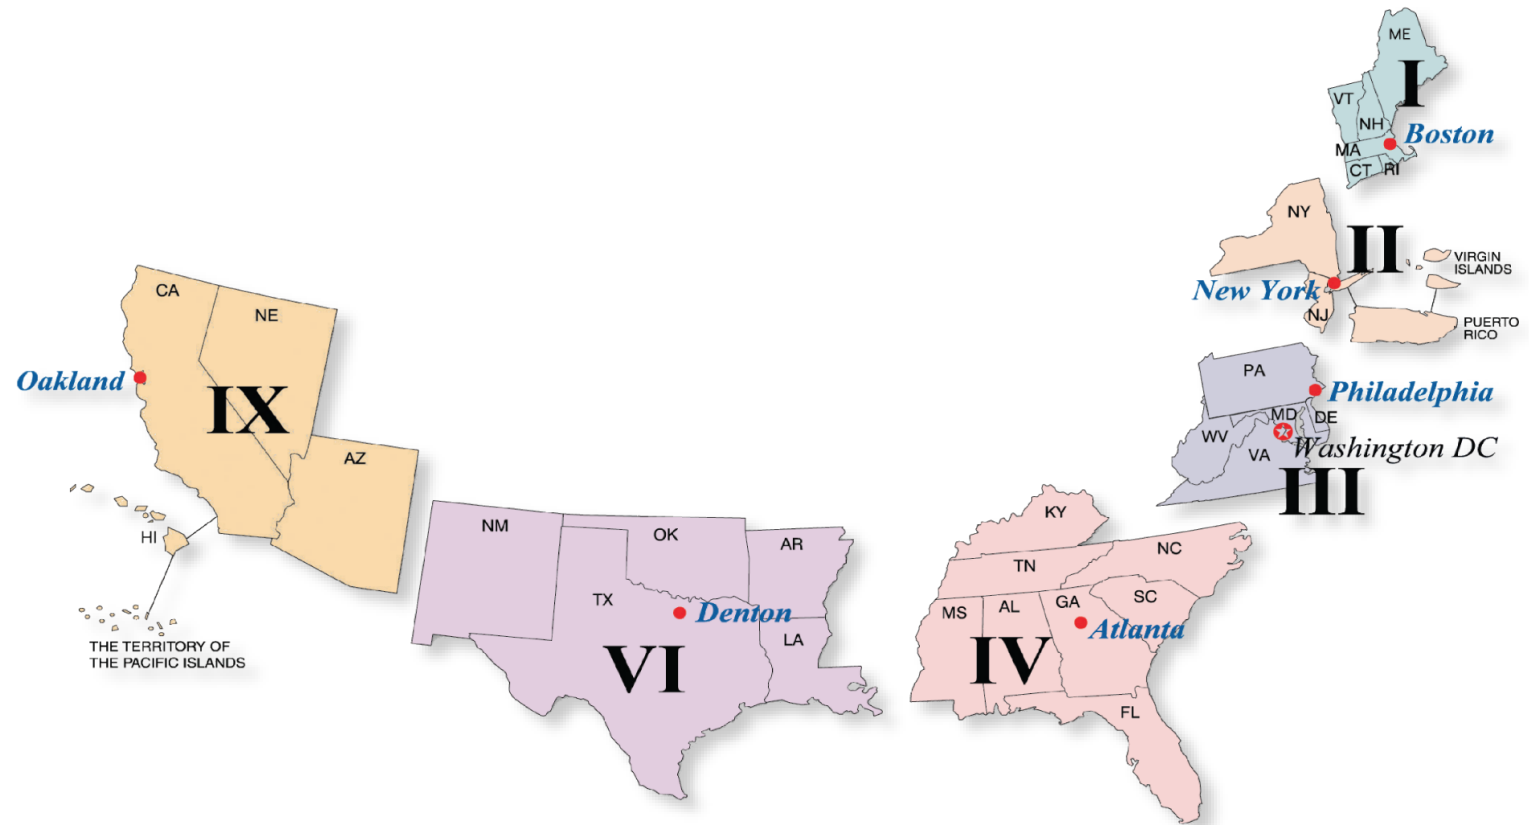 ME
I
VT
NH
Boston
MA
CT
RI
NY
II
VIRGIN
ISLANDS
New York
NJ
PUERTO
RICO
CA
NE
Oakland
IX
AZ
HI
THE TERRITORY OF
THE PACIFIC ISLANDS
PA
Philadelphia
MD
DE
WV
Washington DC
VA
III
NM
OK
AR
TX
Denton
LA
VI
KY
NC
TN
SC
MS
AL
GA
Atlanta
IV
FL